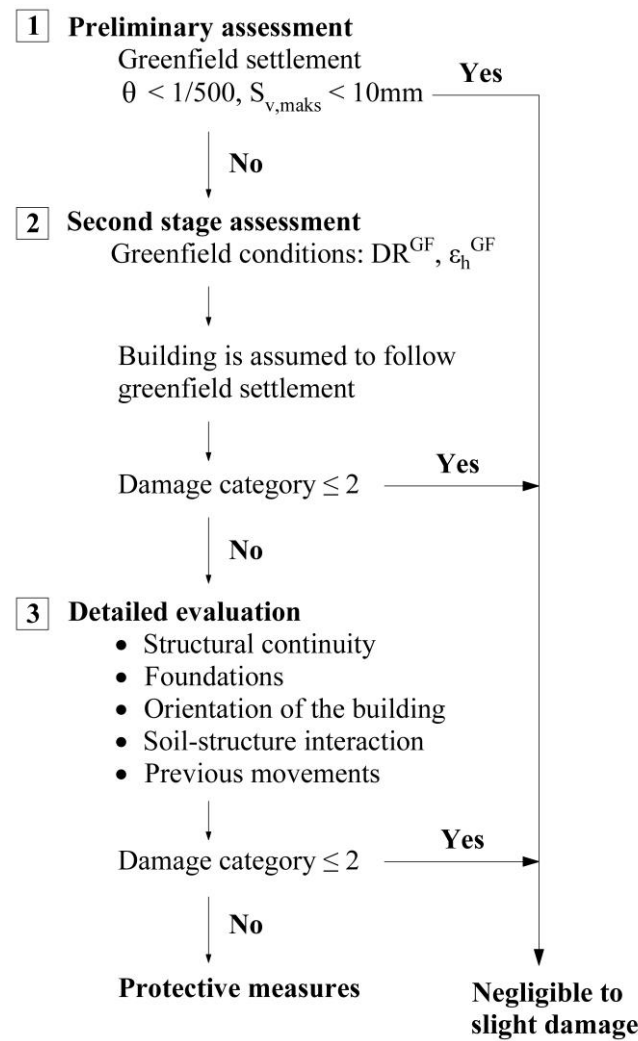 1 Preliminary assessment
Greenfield settlement
θ < 1/500, S_v,maks < 10mm
Yes
No
2 Second stage assessment
Greenfield conditions: DR^GF, ε_h^GF
Building is assumed to follow
greenfield settlement
Damage category ≤ 2
Yes
No
3 Detailed evaluation
• Structural continuity
• Foundations
• Orientation of the building
• Soil-structure interaction
• Previous movements
Damage category ≤ 2
Yes
No
Protective measures
Negligible to
slight damage